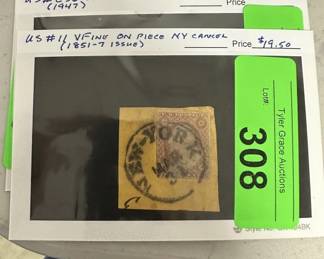 (1947)
Price
US #11 VFINE ON PIECE NY CANCEL
(1851-7 ISSUE)
Price $19.50
NEW-YORK
Lot#:
308
Tyler Grace Auctions